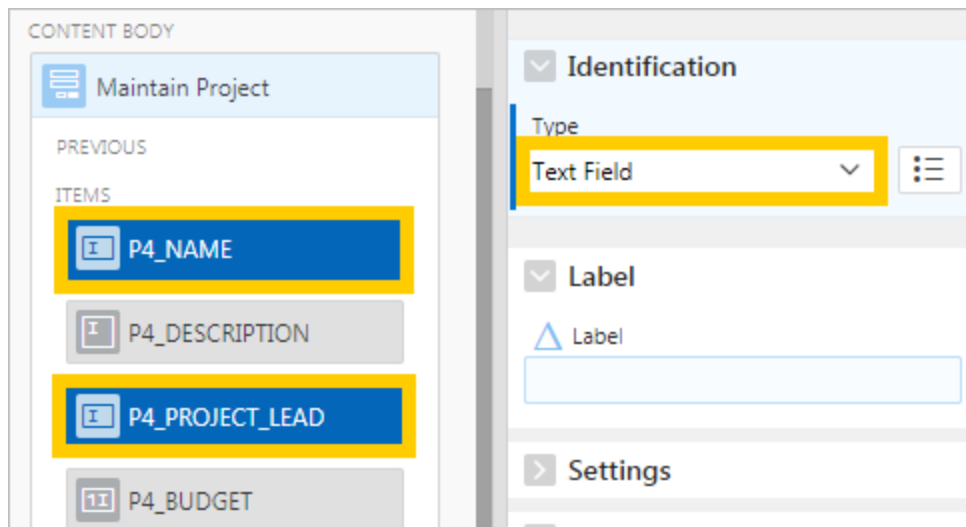 CONTENT BODY
Maintain Project
PREVIOUS
ITEMS
P4_NAME
P4_DESCRIPTION
P4_PROJECT_LEAD
P4_BUDGET
Identification
Type
Text Field
Label
Label
Settings